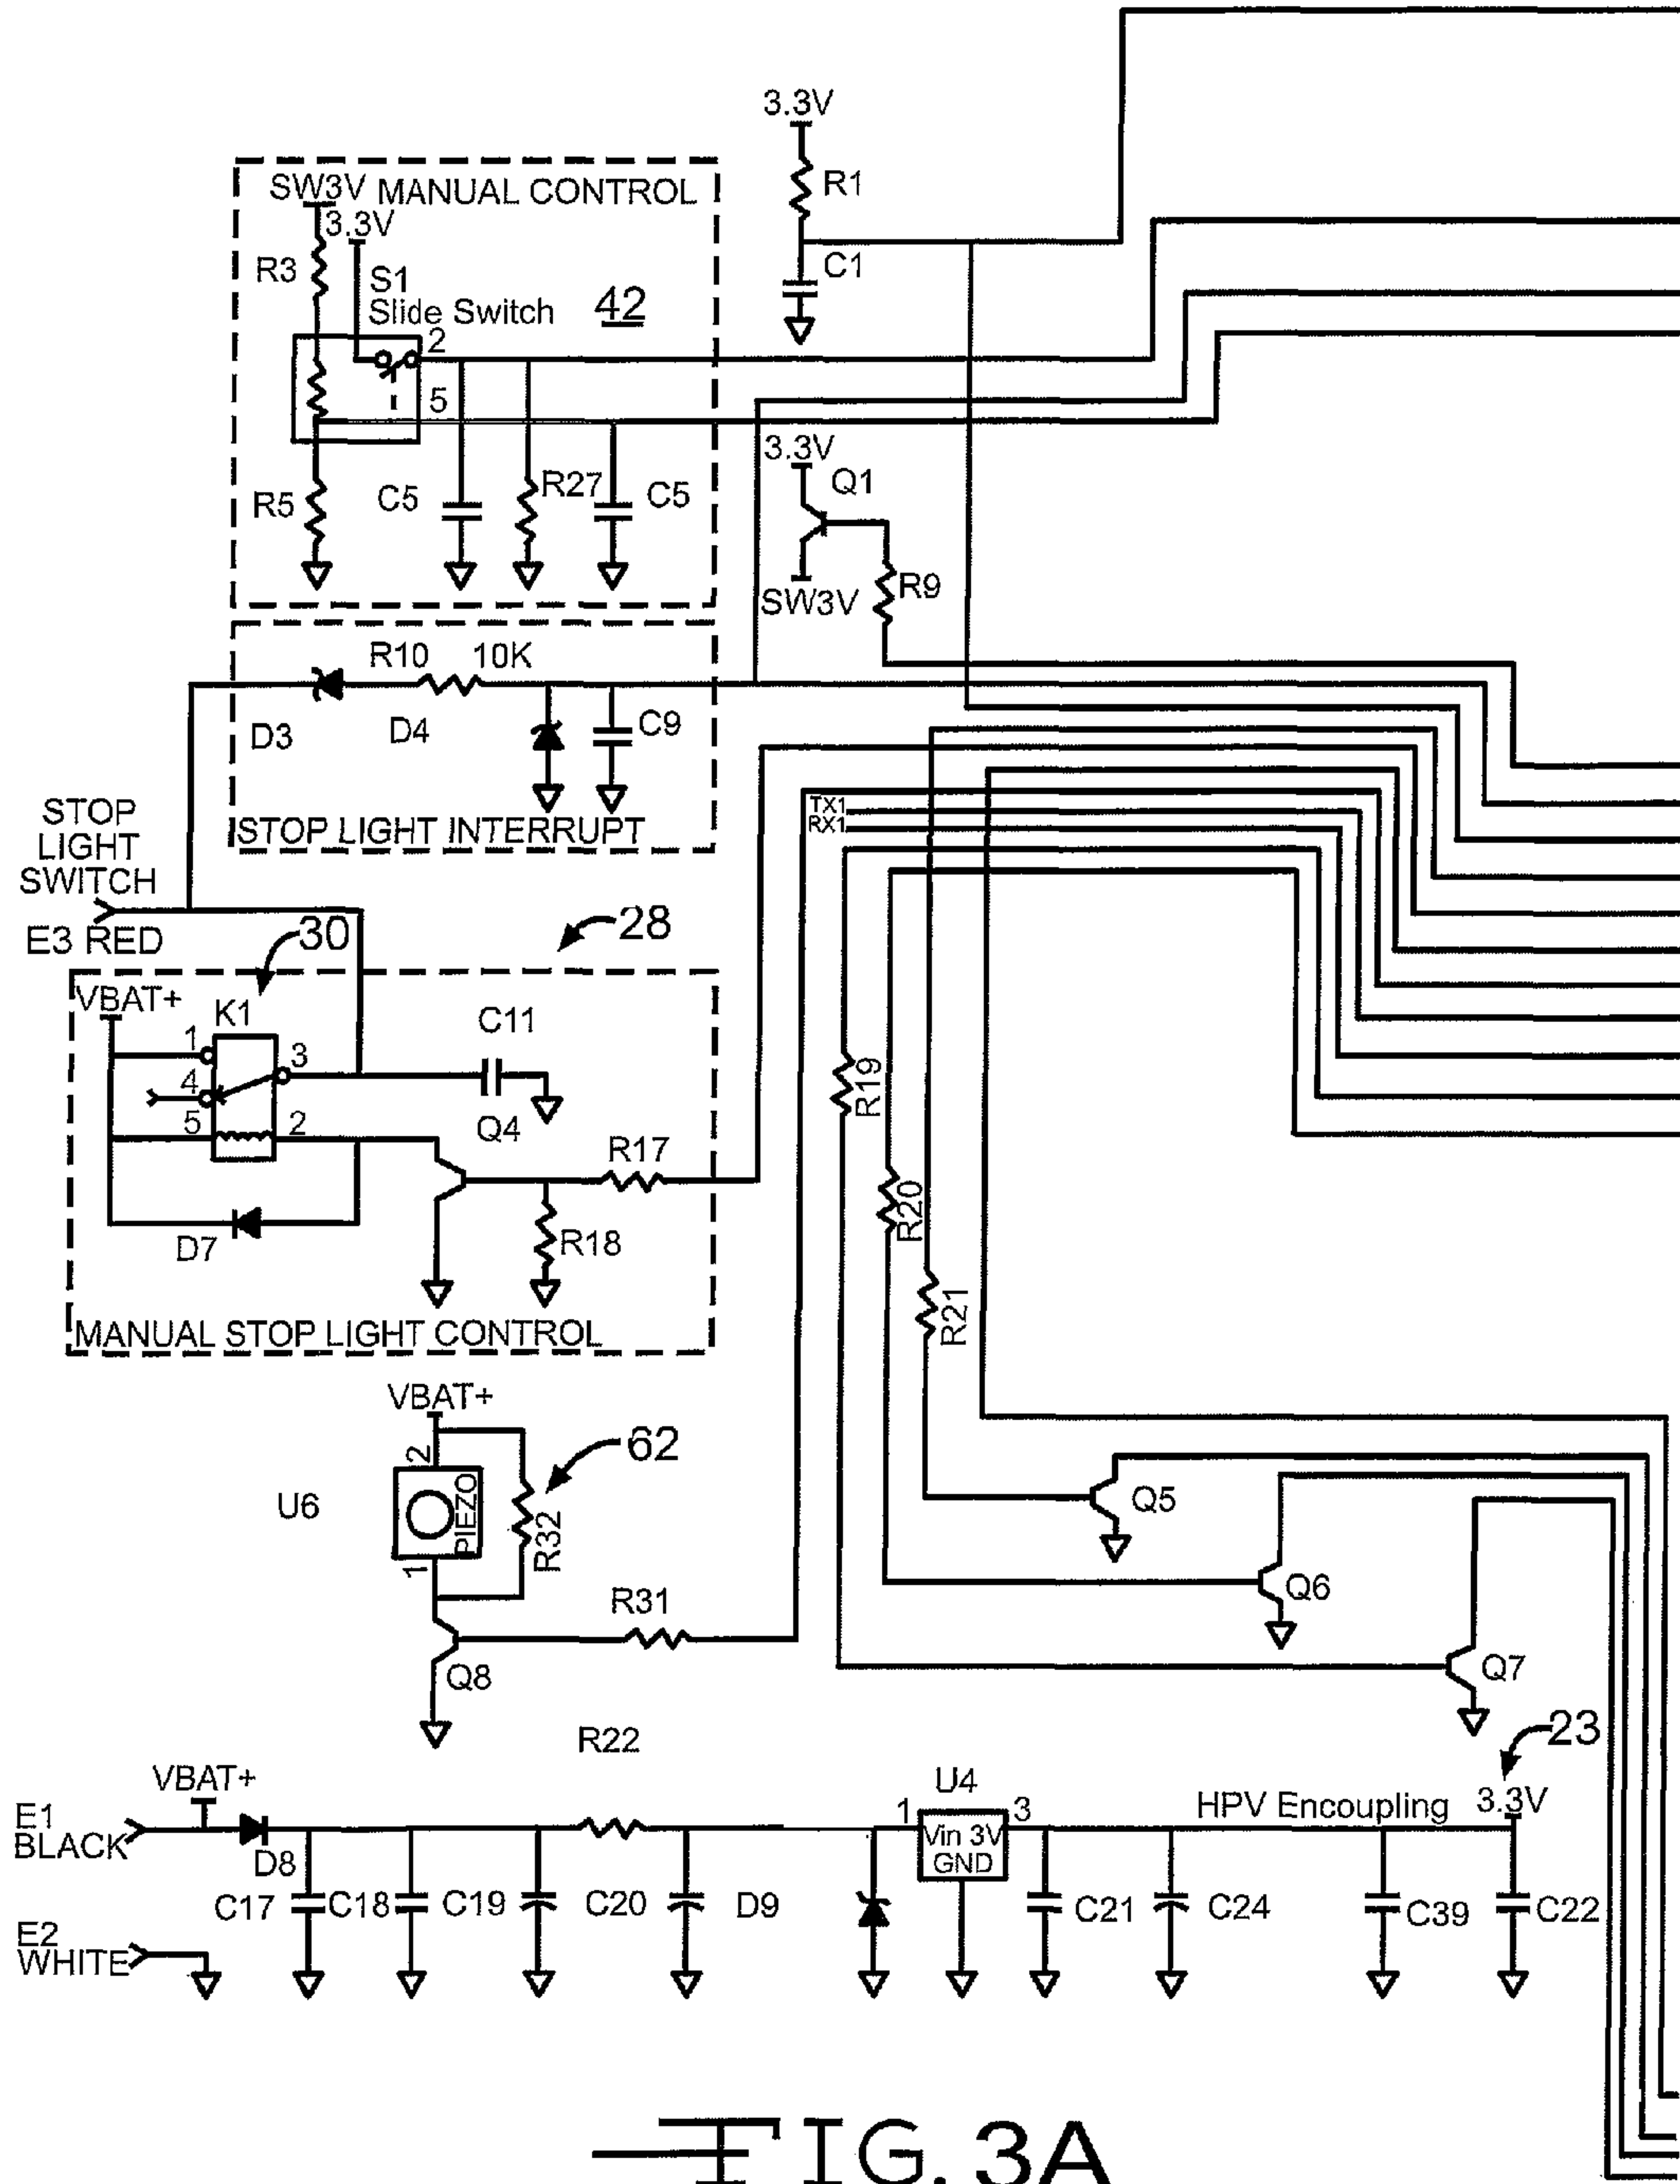 3.3V
R1
C1
SW3V MANUAL CONTROL
3.3V
R3
S1
Slide Switch 42
2
5
R5
C5
R27
C5
3.3V
Q1
SW3V
R9
R10 10K
D3
D4
C9
STOP LIGHT INTERRUPT
TX1
RX1
STOP
LIGHT
SWITCH
E3 RED
30
28
VBAT+
K1
1
3
4
5
2
C11
Q4
R17
R18
D7
MANUAL STOP LIGHT CONTROL
R19
R20
R21
VBAT+
2
62
U6
PIEZO
R32
1
R31
Q8
Q5
Q6
Q7
23
R22
VBAT+
E1
BLACK
D8
U4
1
3
Vin 3V
GND
HPV Encoupling
3.3V
C17
C18
C19
C20
D9
C21
C24
C39
C22
E2
WHITE
FIG. 3A